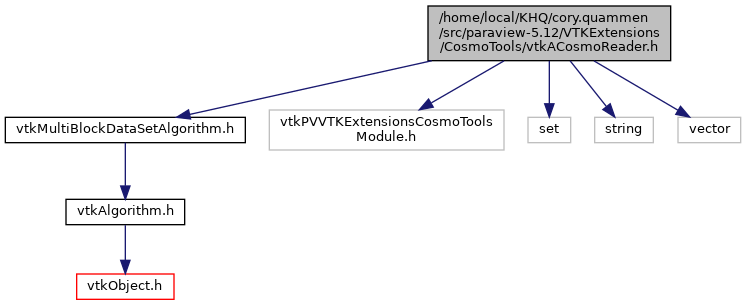 /home/local/KHQ/cory.quammen
/src/paraview-5.12/VTKExtensions
/CosmoTools/vtkACosmoReader.h
vtkMultiBlockDataSetAlgorithm.h
vtkPVVTKExtensionsCosmoTools
Module.h
set
string
vector
vtkAlgorithm.h
vtkObject.h